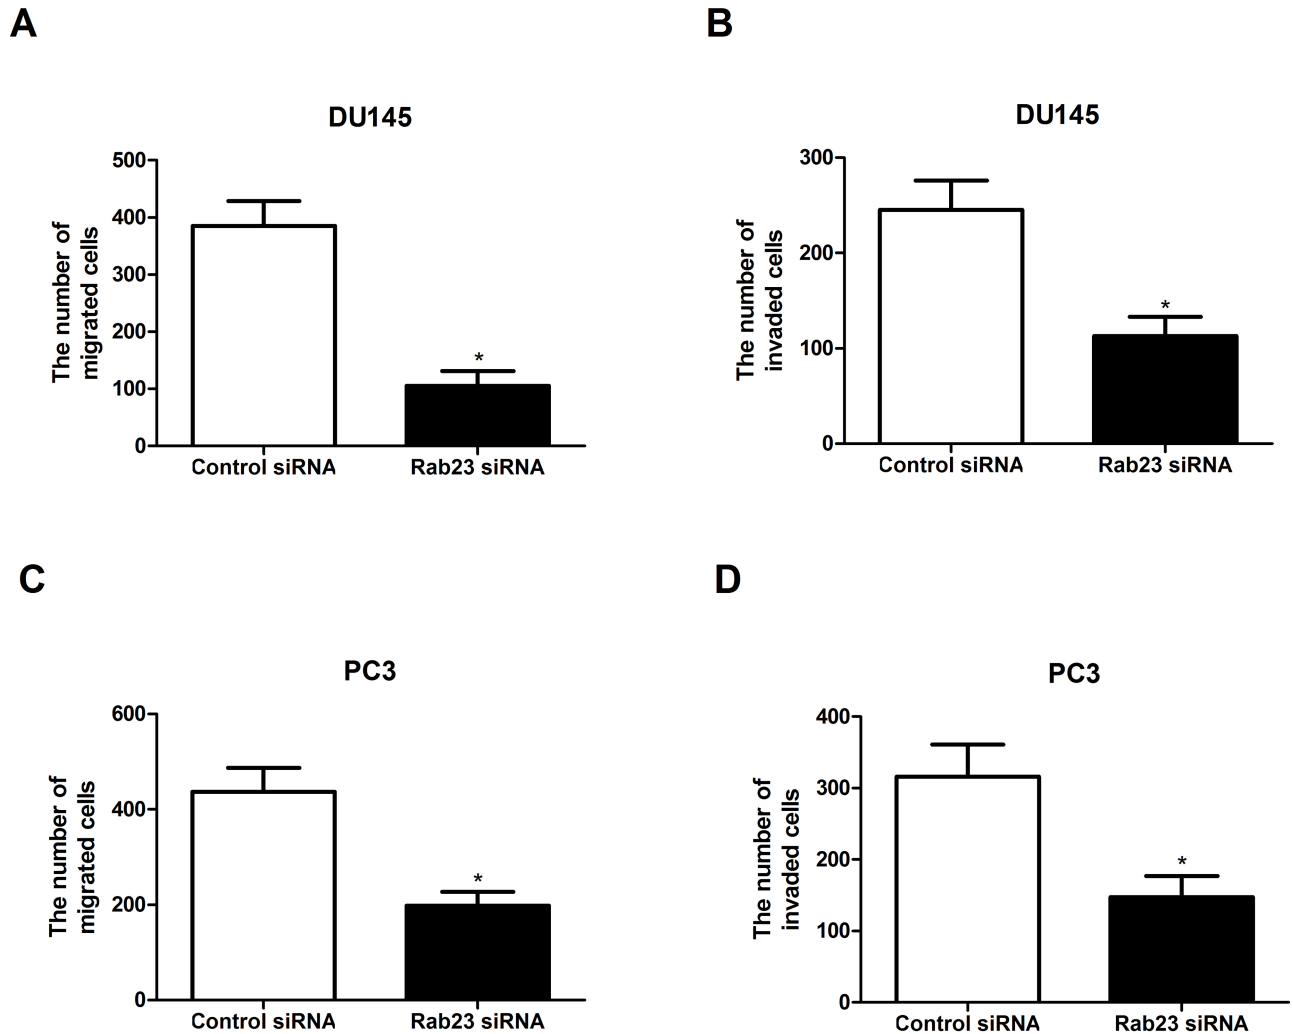 A
DU145
The number of
migrated cells
500
400
300
200
100
0
*
Control siRNA
Rab23 siRNA
B
DU145
The number of
invaded cells
300
200
100
0
*
Control siRNA
Rab23 siRNA
C
PC3
The number of
migrated cells
600
400
200
0
*
Control siRNA
Rab23 siRNA
D
PC3
The number of
invaded cells
400
300
200
100
0
*
Control siRNA
Rab23 siRNA